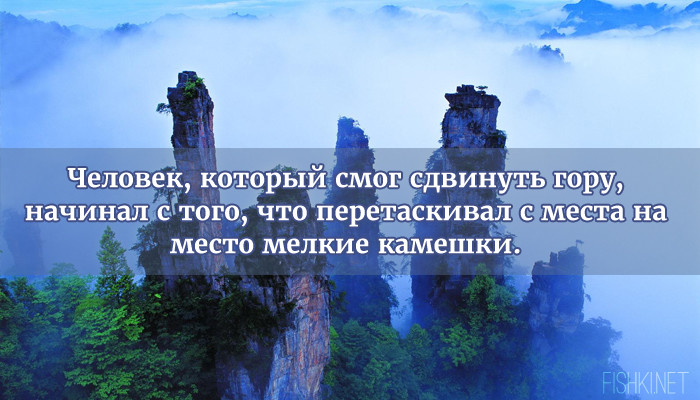 Человек, который смог сдвинуть гору,
начинал с того, что перетаскивал с места на
место мелкие камешки.
FISHKI.NET